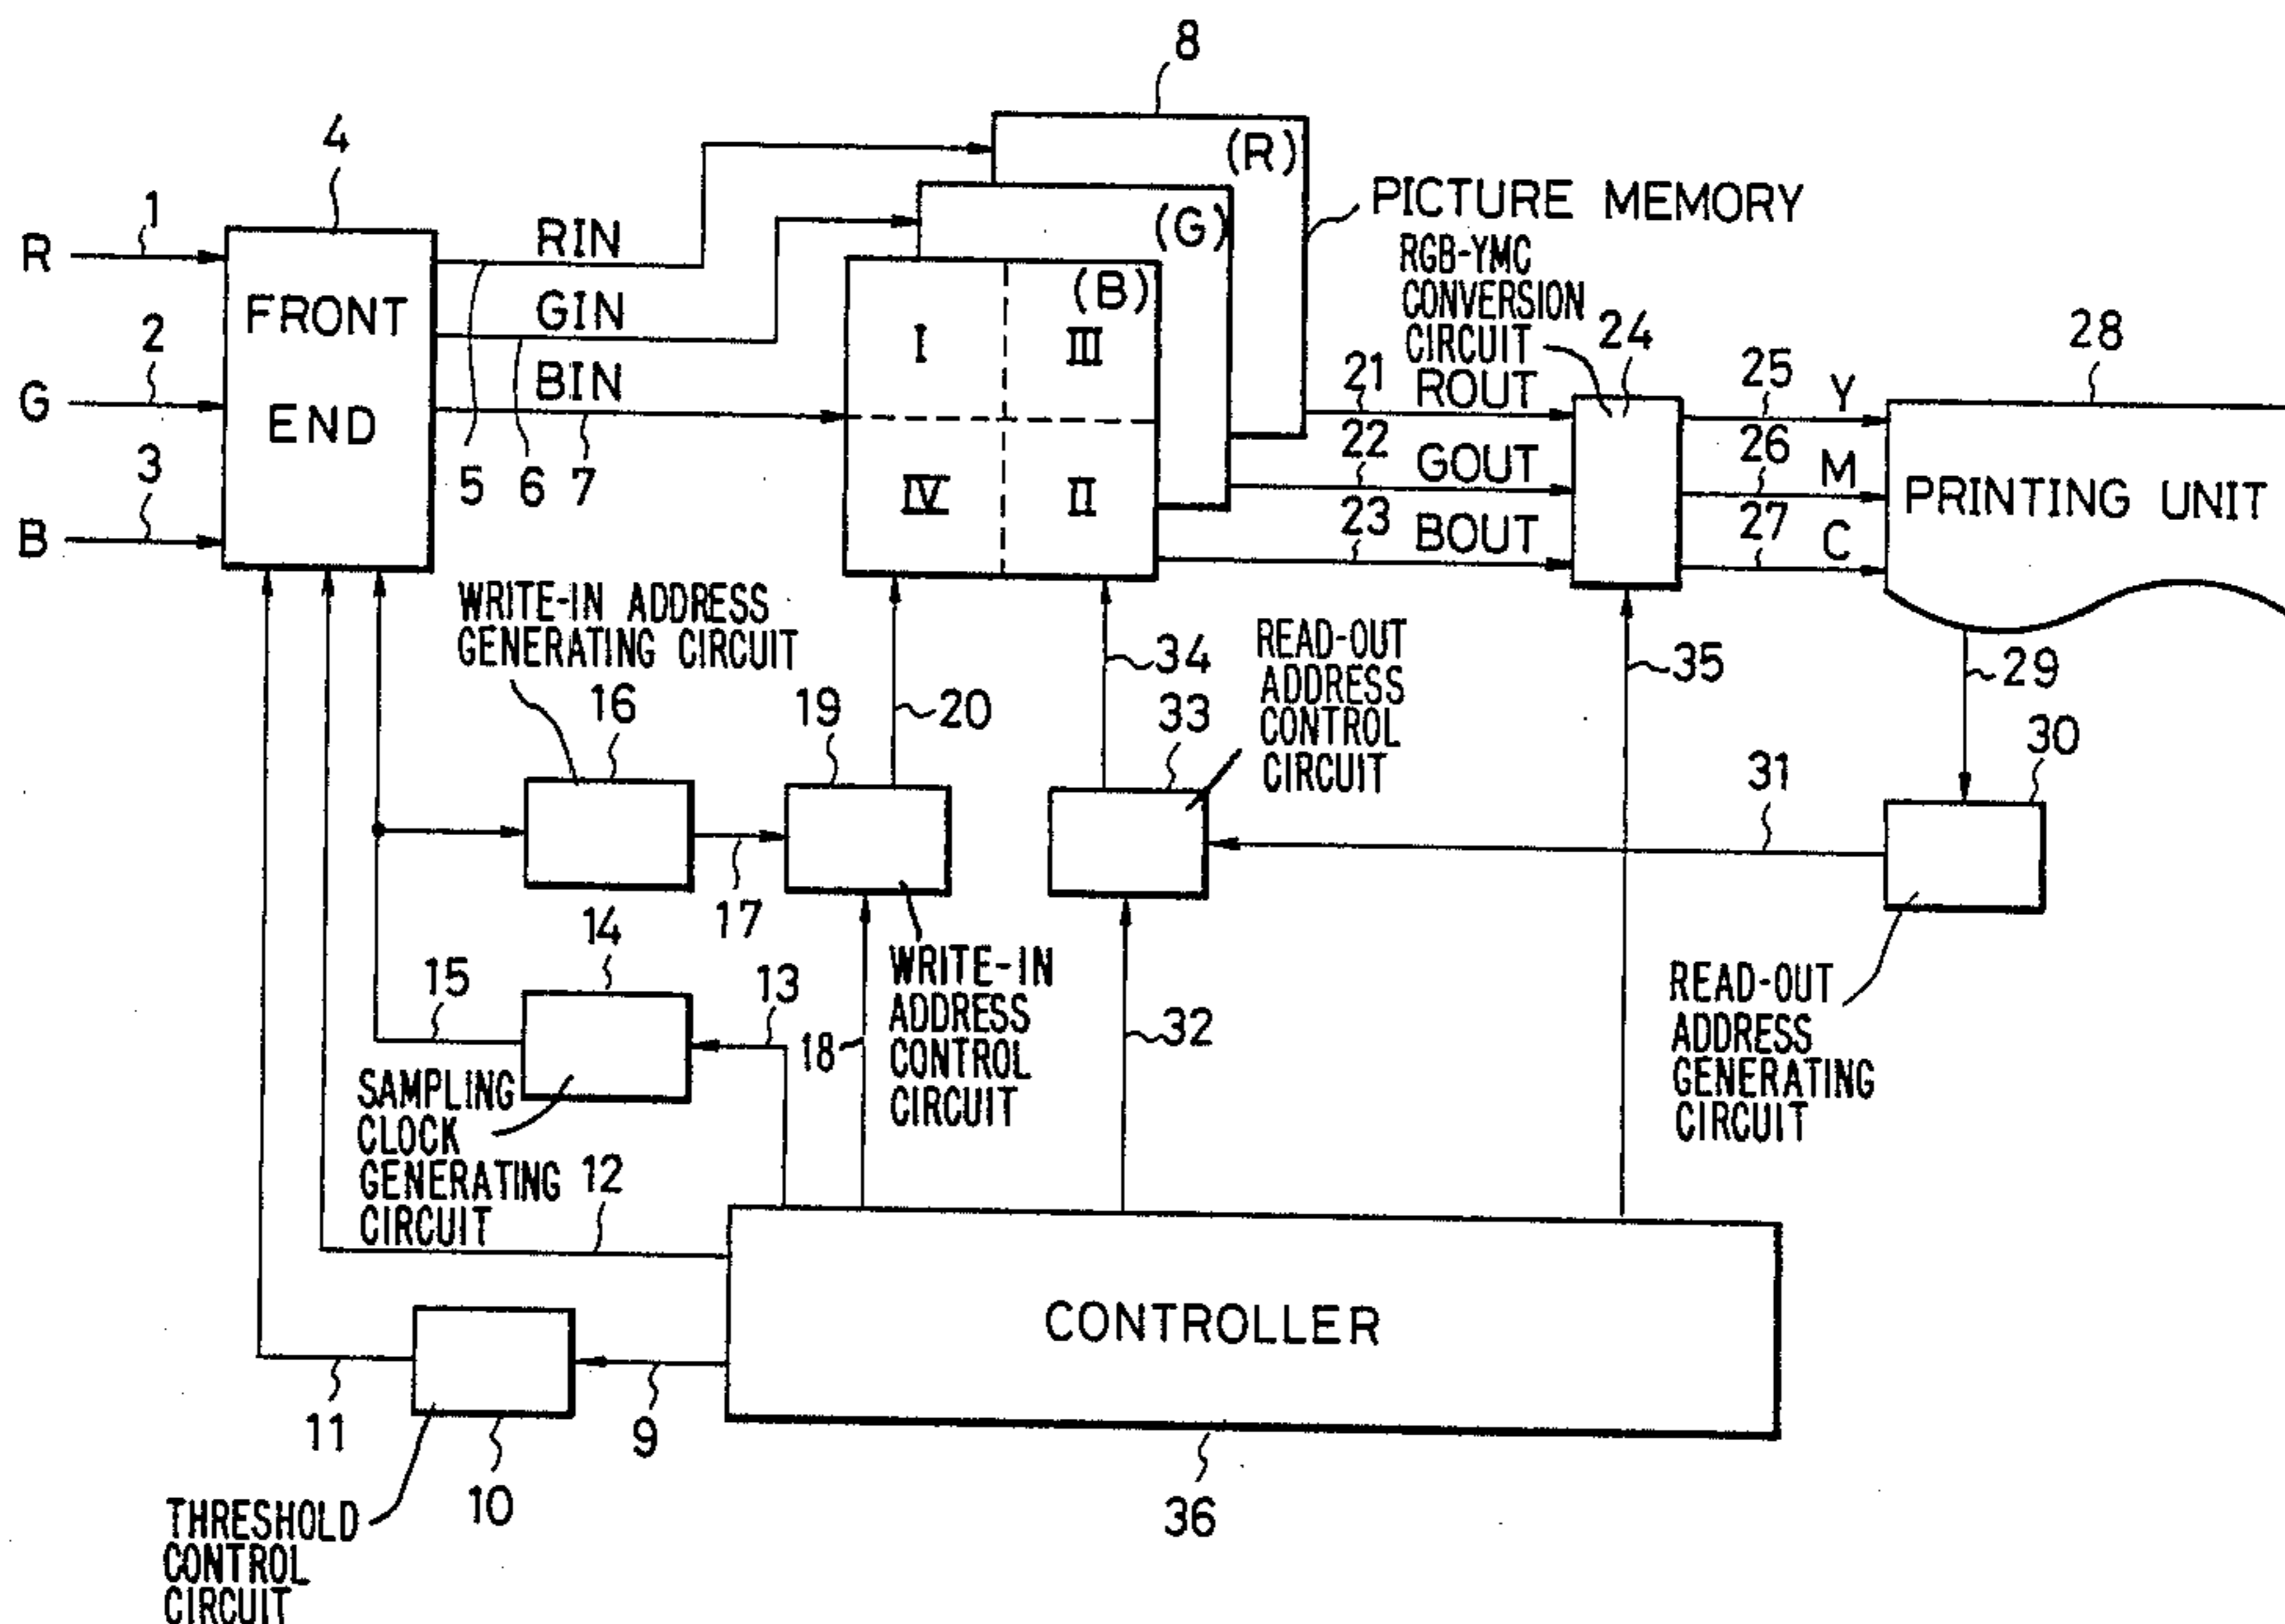 8
4
(R)
1
R
RIN
(G)
PICTURE MEMORY
FRONT
END
GIN
(B)
RGB-YMC
CONVERSION
CIRCUIT
24
28
2
G
BIN
I
III
21
ROUT
25
Y
3
B
5
6
7
IV
II
22
GOUT
26
M
PRINTING UNIT
23
BOUT
27
C
WRITE-IN ADDRESS
GENERATING CIRCUIT
16
19
20
34
33
READ-OUT
ADDRESS
CONTROL
CIRCUIT
35
29
30
31
17
14
15
13
18
WRITE-IN
ADDRESS
CONTROL
CIRCUIT
32
READ-OUT
ADDRESS
GENERATING
CIRCUIT
SAMPLING
CLOCK
GENERATING
CIRCUIT
12
CONTROLLER
11
10
9
36
THRESHOLD
CONTROL
CIRCUIT